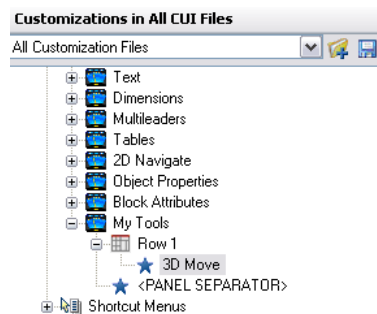 Customizations in All CUI Files
All Customization Files
Text
Dimensions
Multileaders
Tables
2D Navigate
Object Properties
Block Attributes
My Tools
Row 1
3D Move
<PANEL SEPARATOR>
Shortcut Menus